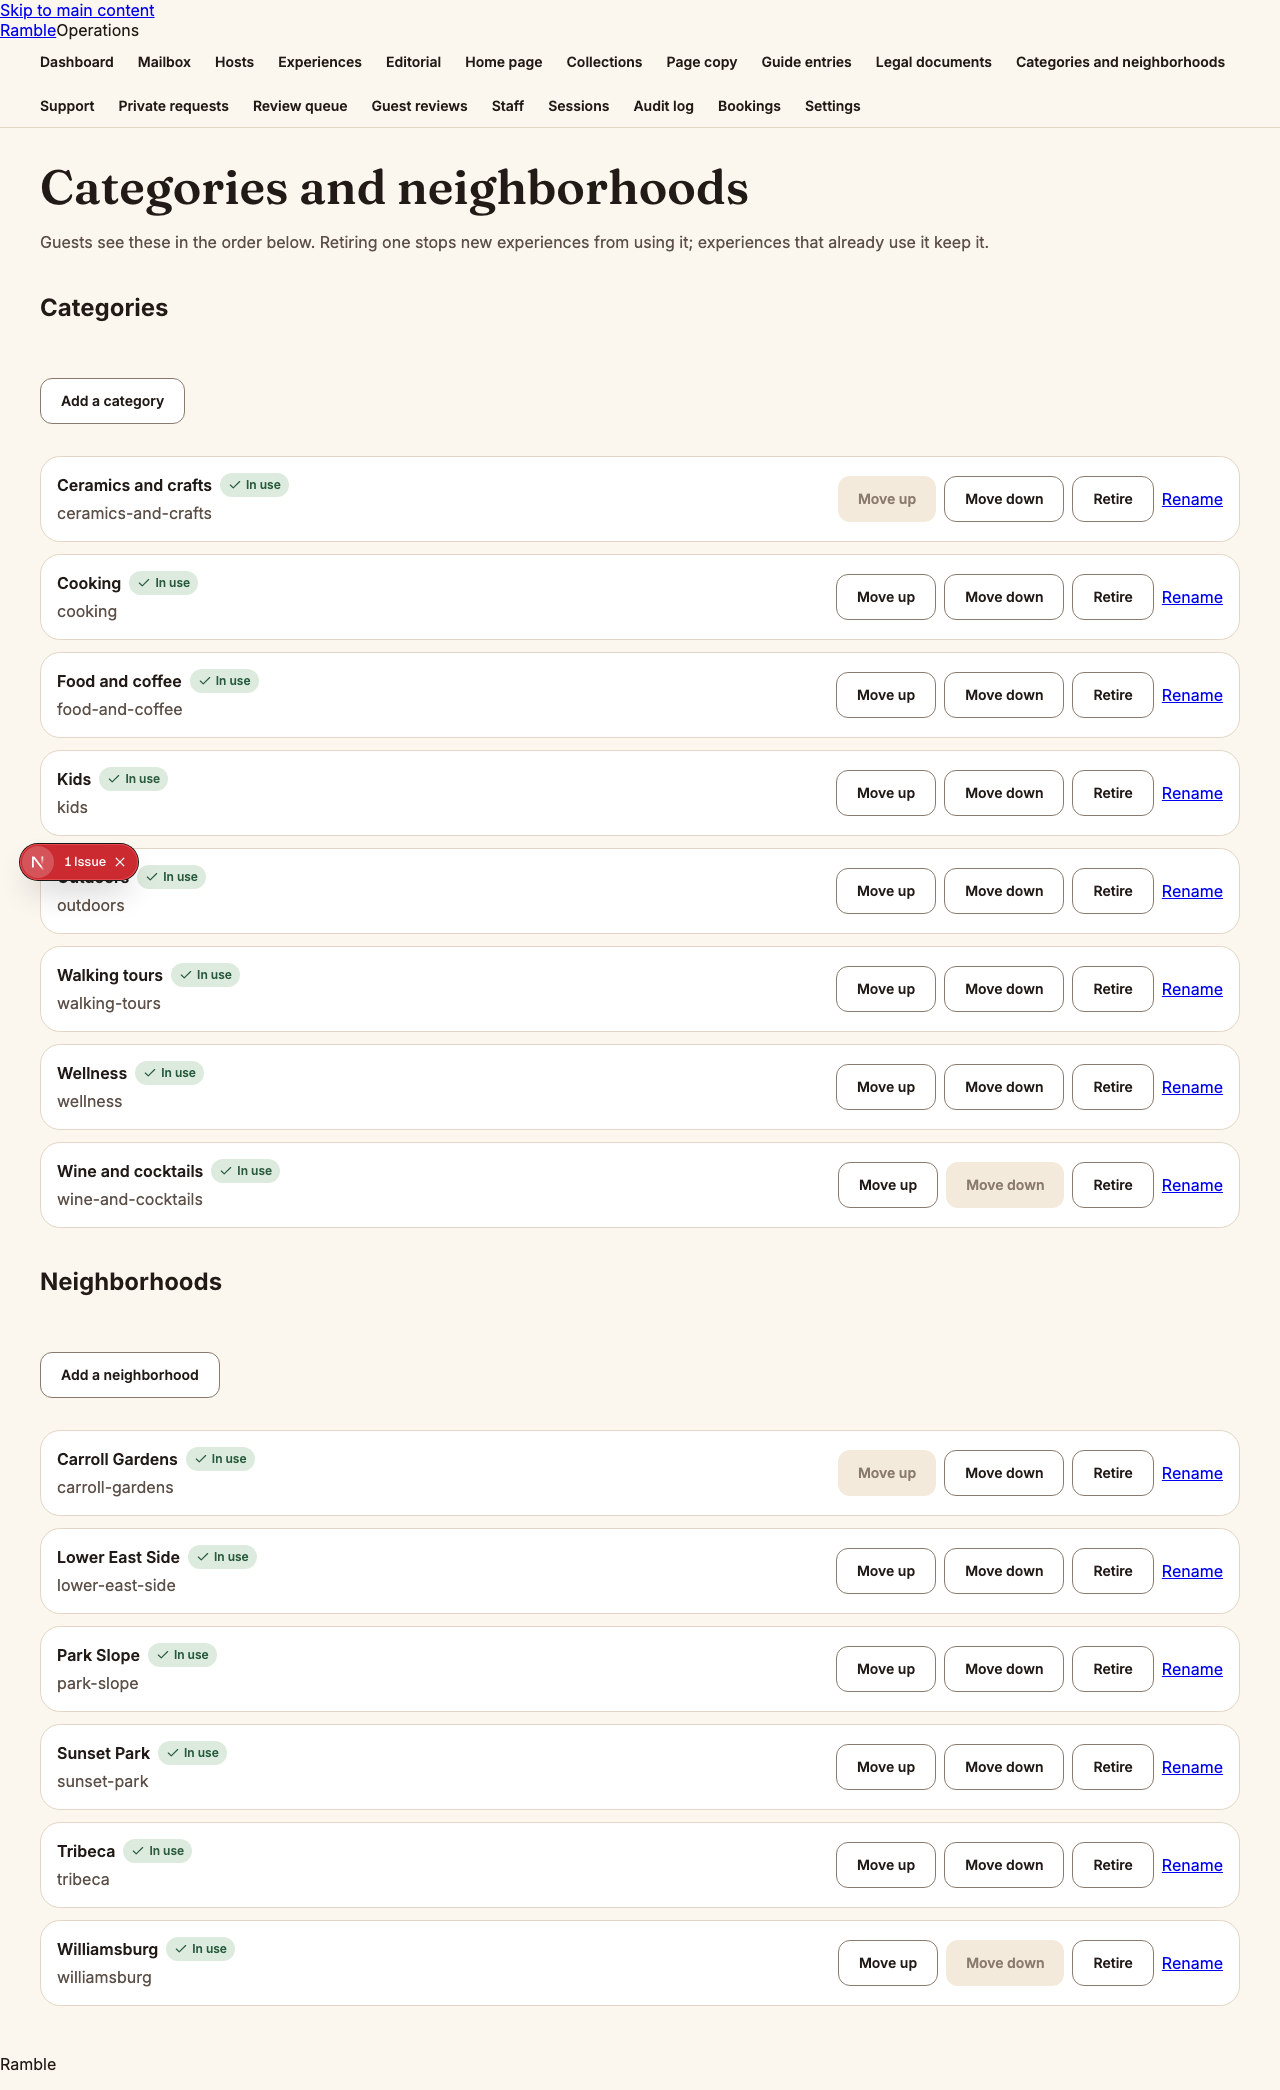 Skip to main content
RambleOperations
Dashboard Mailbox Hosts Experiences Editorial Home page Collections Page copy Guide entries Legal documents Categories and neighborhoods
Support Private requests Review queue Guest reviews Staff Sessions Audit log Bookings Settings
Categories and neighborhoods
Guests see these in the order below. Retiring one stops new experiences from using it; experiences that already use it keep it.
Categories
Add a category
Ceramics and crafts In use
ceramics-and-crafts
Move up Move down Retire Rename
Cooking In use
cooking
Move up Move down Retire Rename
Food and coffee In use
food-and-coffee
Move up Move down Retire Rename
Kids In use
kids
Move up Move down Retire Rename
1 Issue
In use
outdoors
Move up Move down Retire Rename
Walking tours In use
walking-tours
Move up Move down Retire Rename
Wellness In use
wellness
Move up Move down Retire Rename
Wine and cocktails In use
wine-and-cocktails
Move up Move down Retire Rename
Neighborhoods
Add a neighborhood
Carroll Gardens In use
carroll-gardens
Move up Move down Retire Rename
Lower East Side In use
lower-east-side
Move up Move down Retire Rename
Park Slope In use
park-slope
Move up Move down Retire Rename
Sunset Park In use
sunset-park
Move up Move down Retire Rename
Tribeca In use
tribeca
Move up Move down Retire Rename
Williamsburg In use
williamsburg
Move up Move down Retire Rename
Ramble